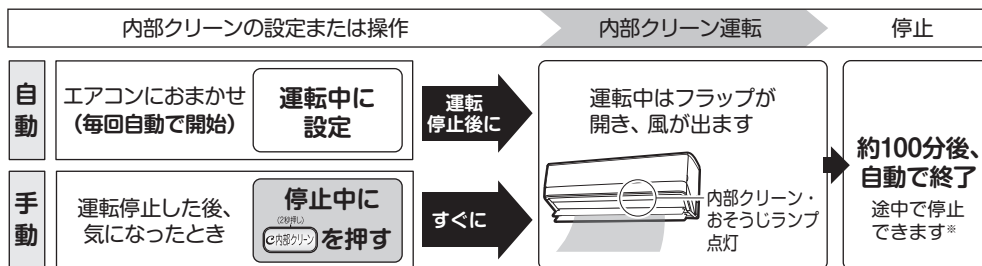 内部クリーンの設定または操作
内部クリーン運転
停止
自動
エアコンにおまかせ
(毎回自動で開始)
運転中に
設定
運転
停止後に
運転中はフラップが
開き、風が出ます
内部クリーン・
おそうじランプ
点灯
約100分後、
自動で終了
途中で停止
できます※
手動
運転停止した後、
気になったとき
停止中に
(2秒押し)
内部クリーン を押す
すぐに